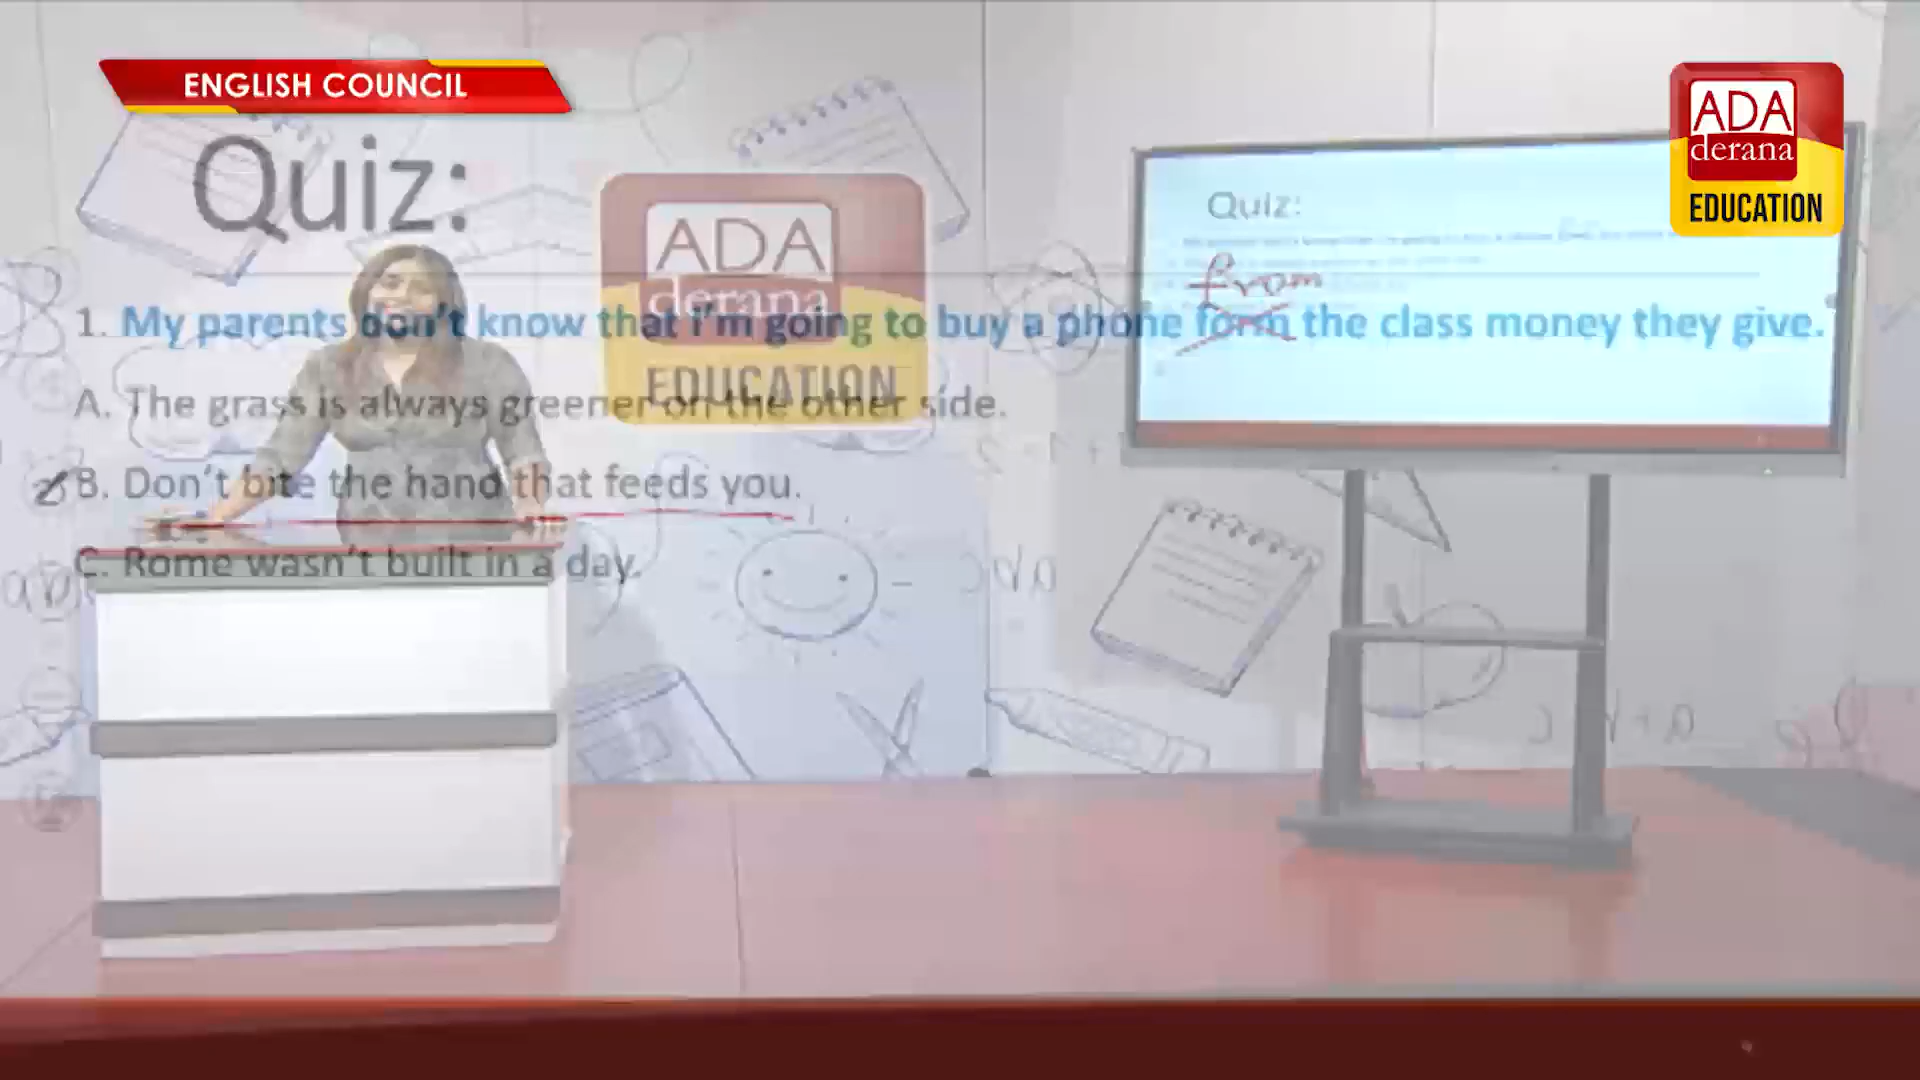 ENGLISH COUNCIL
ADA
derana
EDUCATION
Quiz:
ADA
derana
EDUCATION
Quiz:
from
1. My parents don't know that i'm going to buy a phone form the class money they give.
A. The grass is always greener on the other side.
B. Don't bite the hand that feeds you.
C. Rome wasn't built in a day.